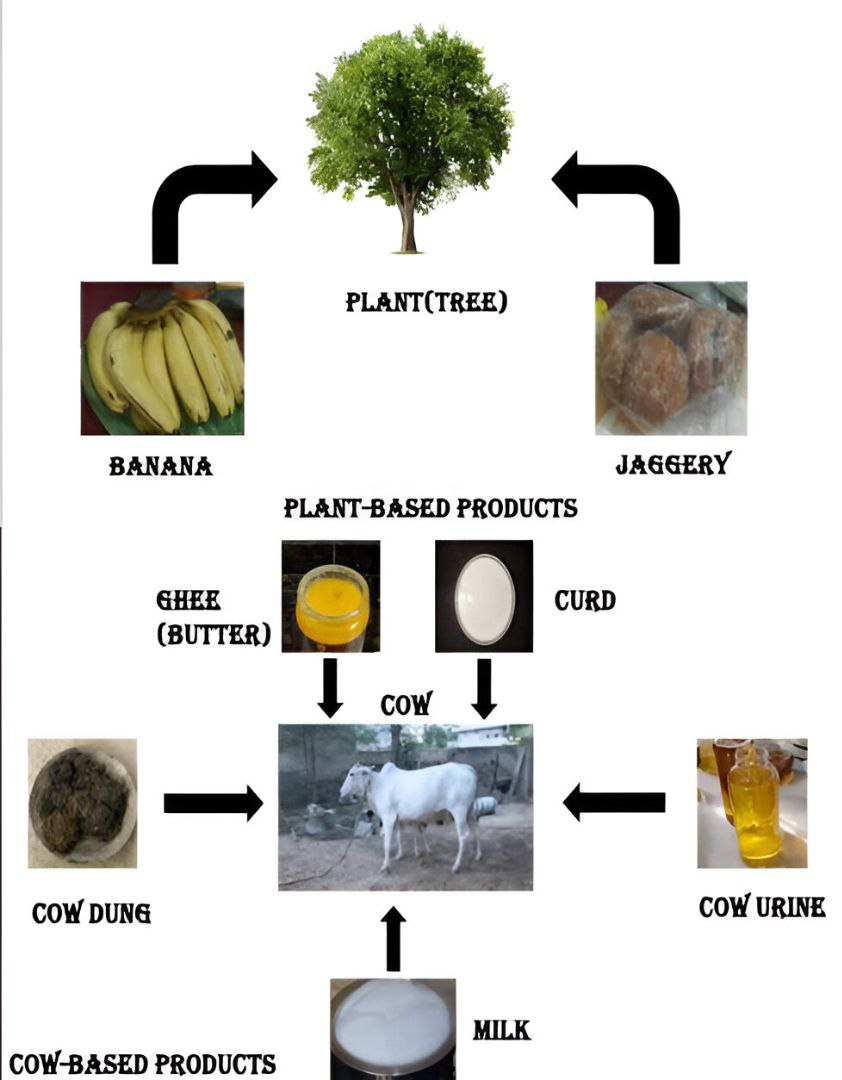 PLANT(TREE)
BANANA
JAGGERY
PLANT-BASED PRODUCTS
GHEE
(BUTTER)
CURD
COW
COW DUNG
COW URINE
MILK
COW-BASED PRODUCTS